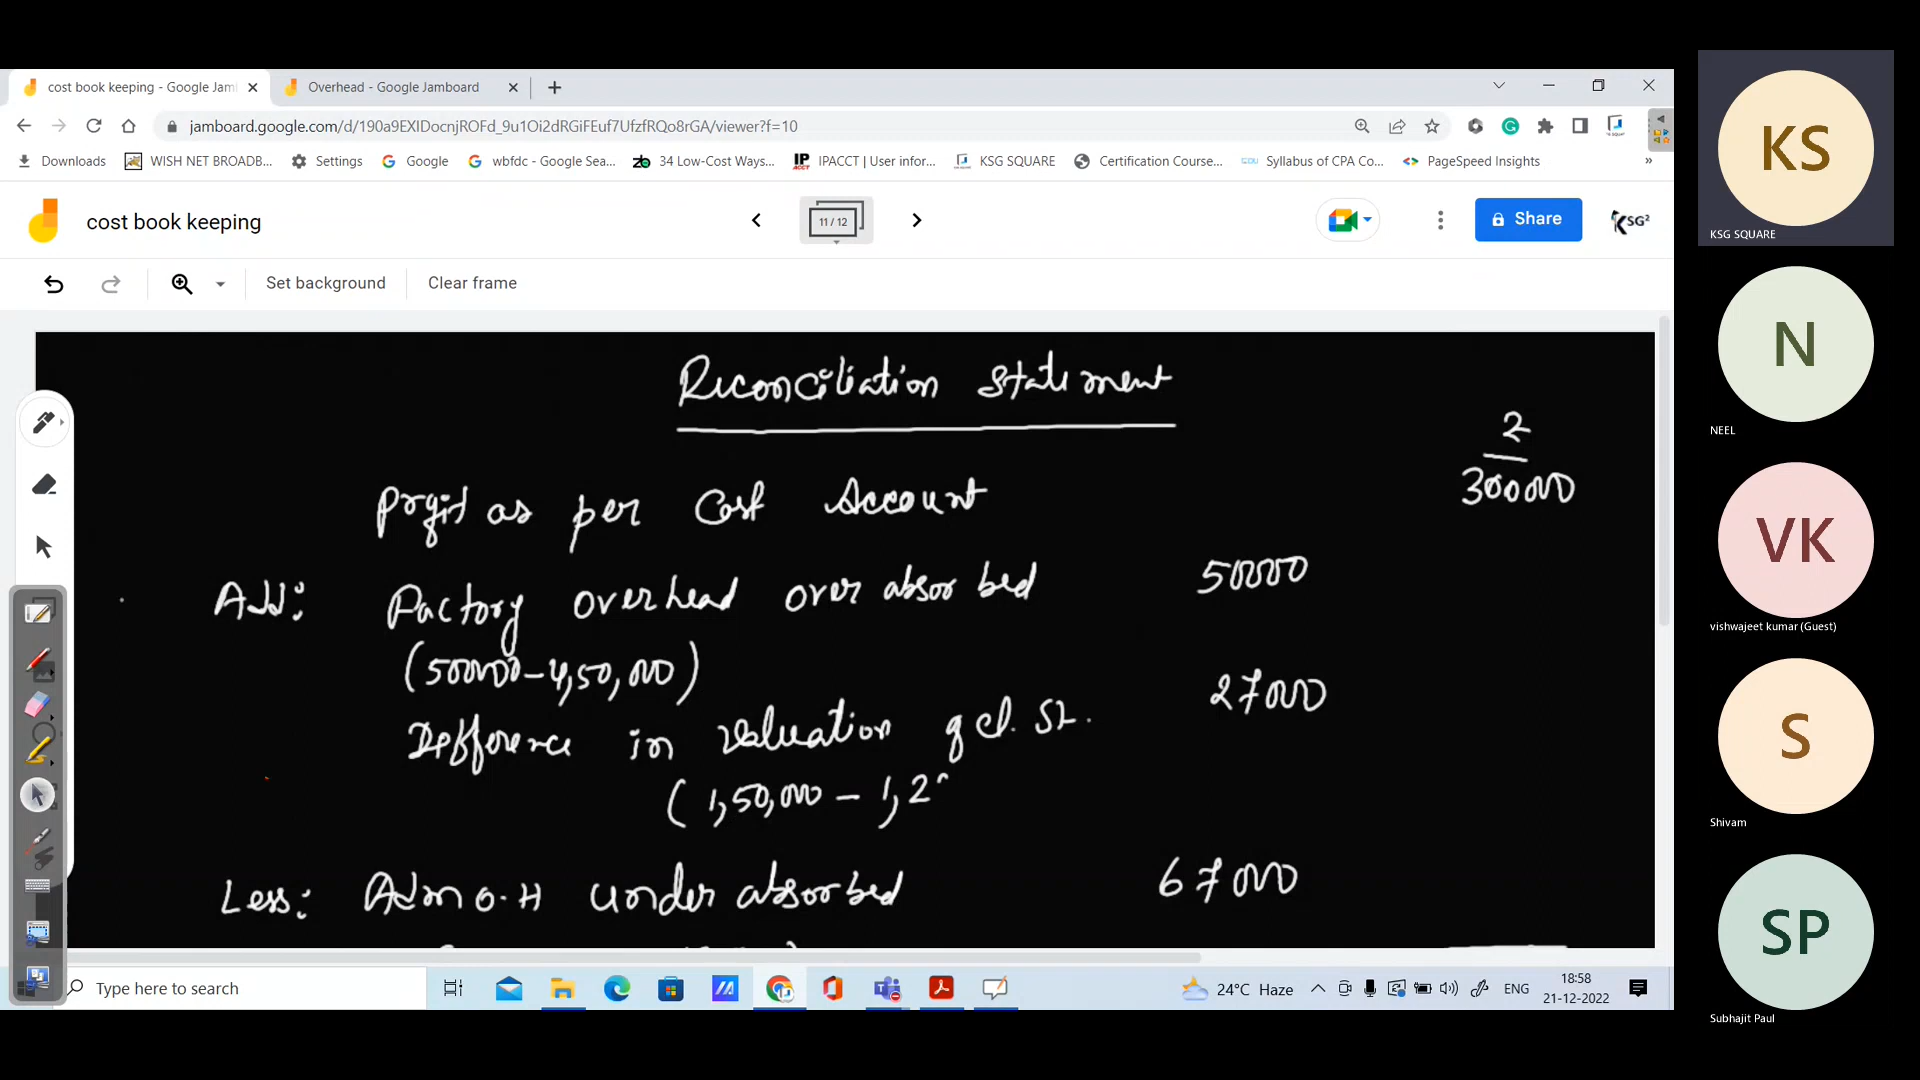 cost book keeping - Google Jam
Overhead - Google Jamboard
jamboard.google.com/d/190a9EXIDocnjROFd_9u1Oi2dRGiFEuf7UfzfRQo8rGA/viewer?f=10
Downloads
WISH NET BROADB...
Settings
Google
wbfdc - Google Sea...
34 Low-Cost Ways...
IPACCT | User infor...
KSG SQUARE
Certification Course...
Syllabus of CPA Co...
PageSpeed Insights
»
cost book keeping
11 / 12
Share
KSG²
Set background
Clear frame
Reconciliation Statement
2
Profit as per Cost Account
300000
Add: Factory overhead over absorbed 50000
(500000-4,50,000)
Difference in valuation of cl. St. 27000
(1,50,000 - 1,2
Less: Adm O.H under absorbed 67000
Type here to search
24°C Haze
ENG
18:58
21-12-2022
KS
KSG SQUARE
N
NEEL
VK
vishwajeet kumar (Guest)
S
Shivam
SP
Subhajit Paul